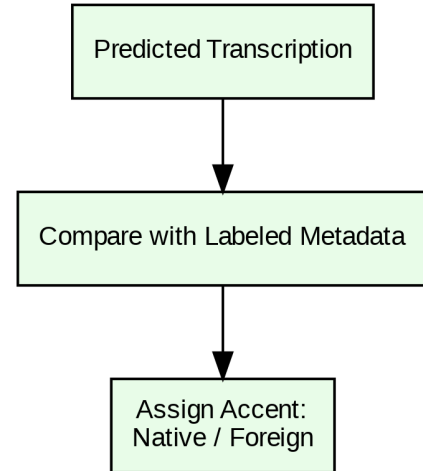 Predicted Transcription
Compare with Labeled Metadata
Assign Accent:
Native / Foreign